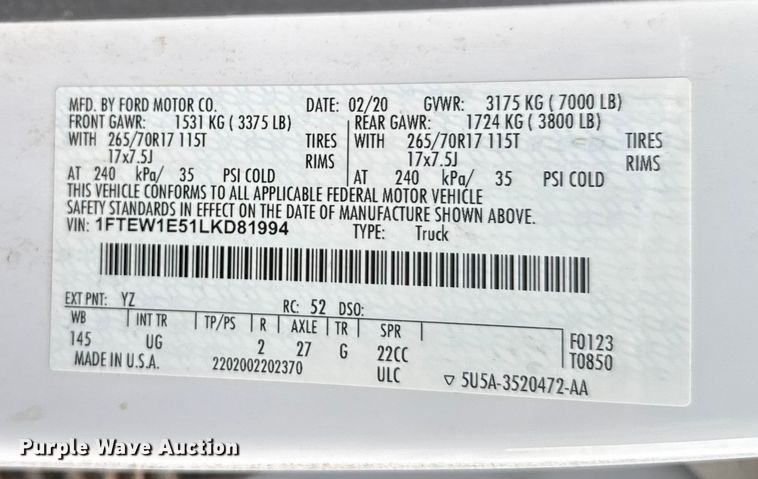 MFD. BY FORD MOTOR CO. DATE: 02/20 GVWR: 3175 KG ( 7000 LB)
FRONT GAWR: 1531 KG ( 3375 LB) REAR GAWR: 1724 KG ( 3800 LB)
WITH 265/70R17 115T TIRES WITH 265/70R17 115T TIRES
17x7.5J RIMS 17x7.5J RIMS
AT 240 kPa/ 35 PSI COLD AT 240 kPa/ 35 PSI COLD
THIS VEHICLE CONFORMS TO ALL APPLICABLE FEDERAL MOTOR VEHICLE
SAFETY STANDARDS IN EFFECT ON THE DATE OF MANUFACTURE SHOWN ABOVE.
VIN: 1FTEW1E51LKD81994 TYPE: Truck
EXT PNT: YZ RC: 52 DSO:
WB INT TR TP/PS R AXLE TR SPR
145 UG 2 27 G 22CC F0123
MADE IN U.S.A. 2202002202370 ULC T0850
5U5A-3520472-AA
Purple Wave Auction